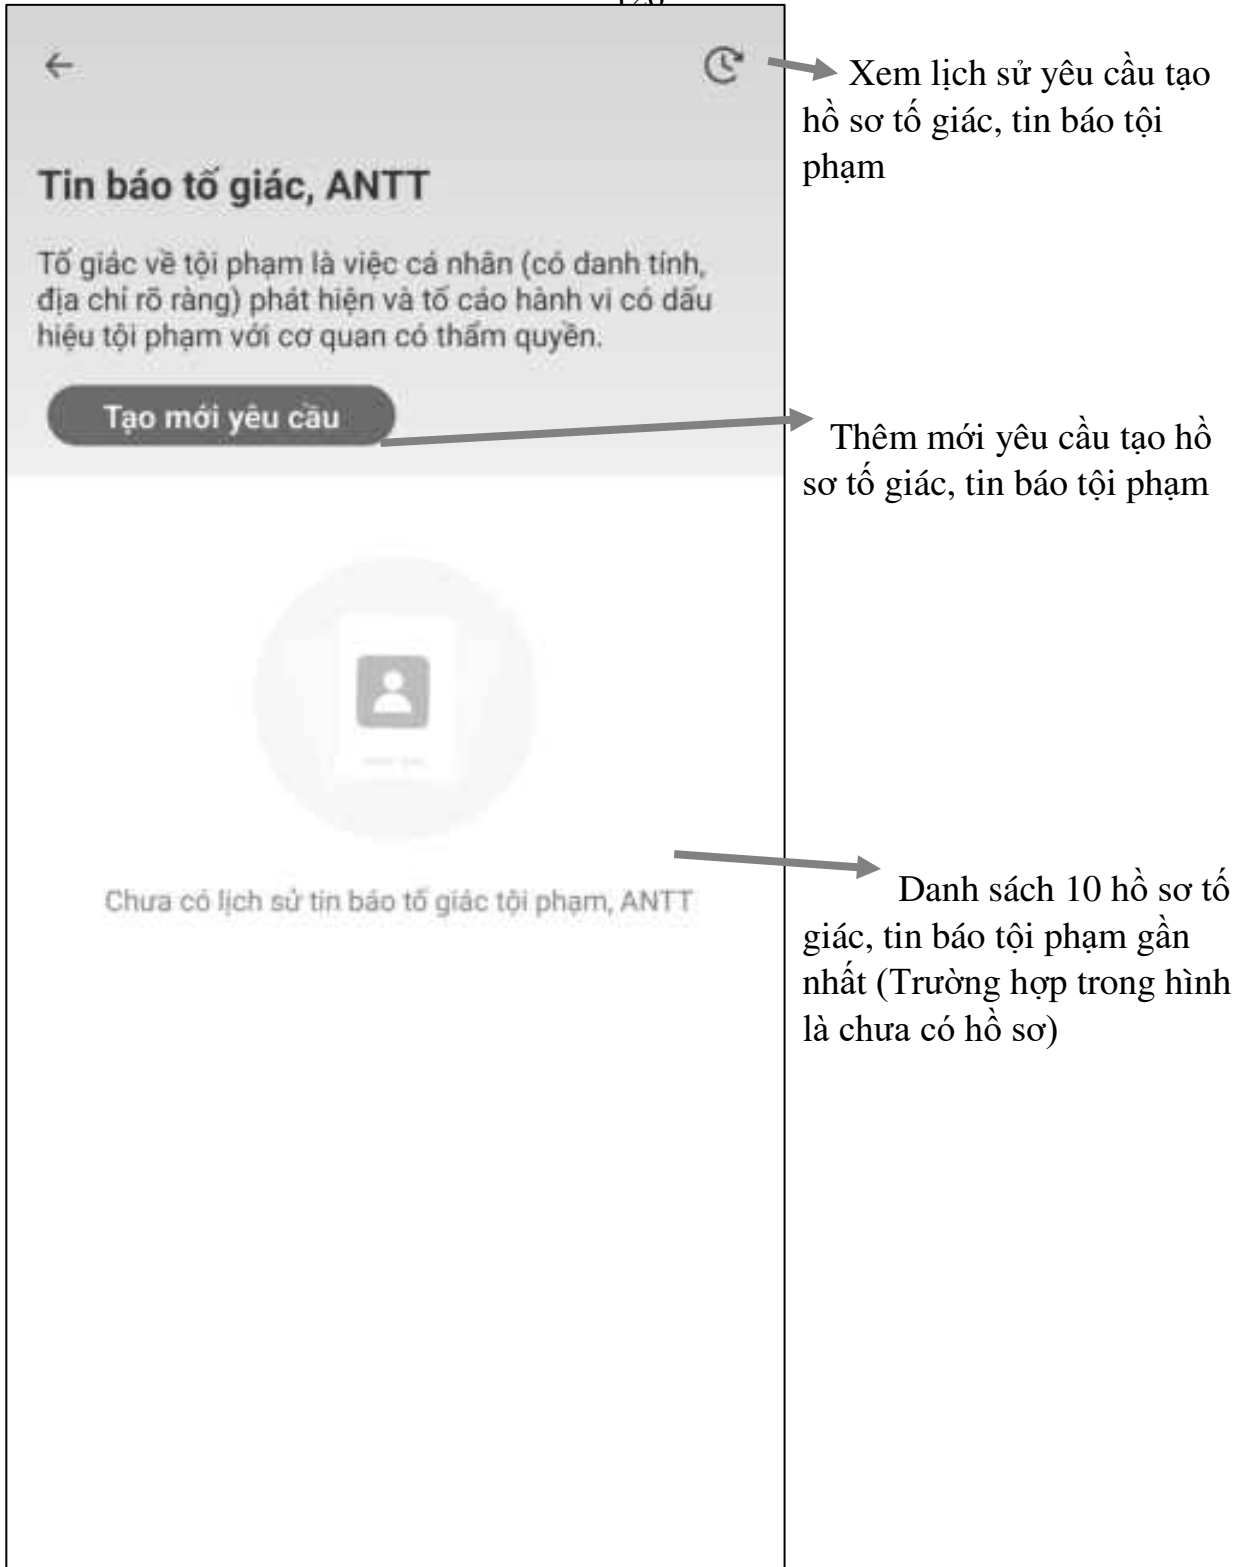 Xem lịch sử yêu cầu tạo
hồ sơ tố giác, tin báo tội
phạm
Tin báo tố giác, ANTT
Tố giác về tội phạm là việc cá nhân (có danh tính,
địa chỉ rõ ràng) phát hiện và tố cáo hành vi có dấu
hiệu tội phạm với cơ quan có thẩm quyền.
Tạo mới yêu cầu
Thêm mới yêu cầu tạo hồ
sơ tố giác, tin báo tội phạm
Chưa có lịch sử tin báo tố giác tội phạm, ANTT
Danh sách 10 hồ sơ tố
giác, tin báo tội phạm gần
nhất (Trường hợp trong hình
là chưa có hồ sơ)